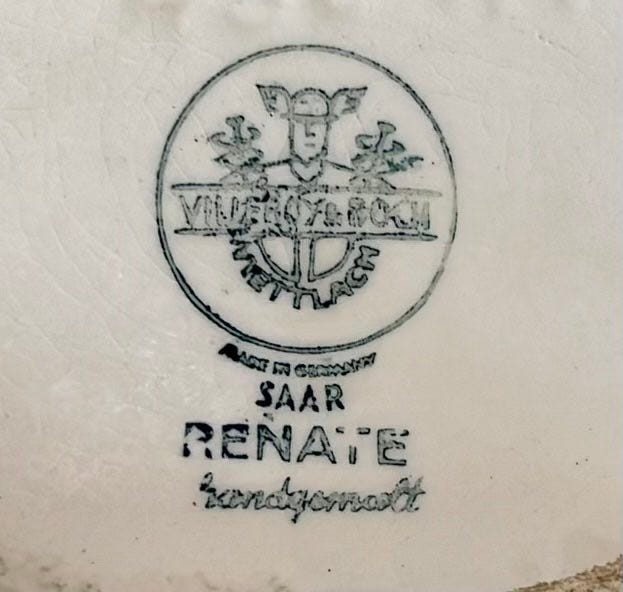 VILLEROY & BOCH
METTLACH
MADE IN GERMANY
SAAR
RENATE
handgemalt